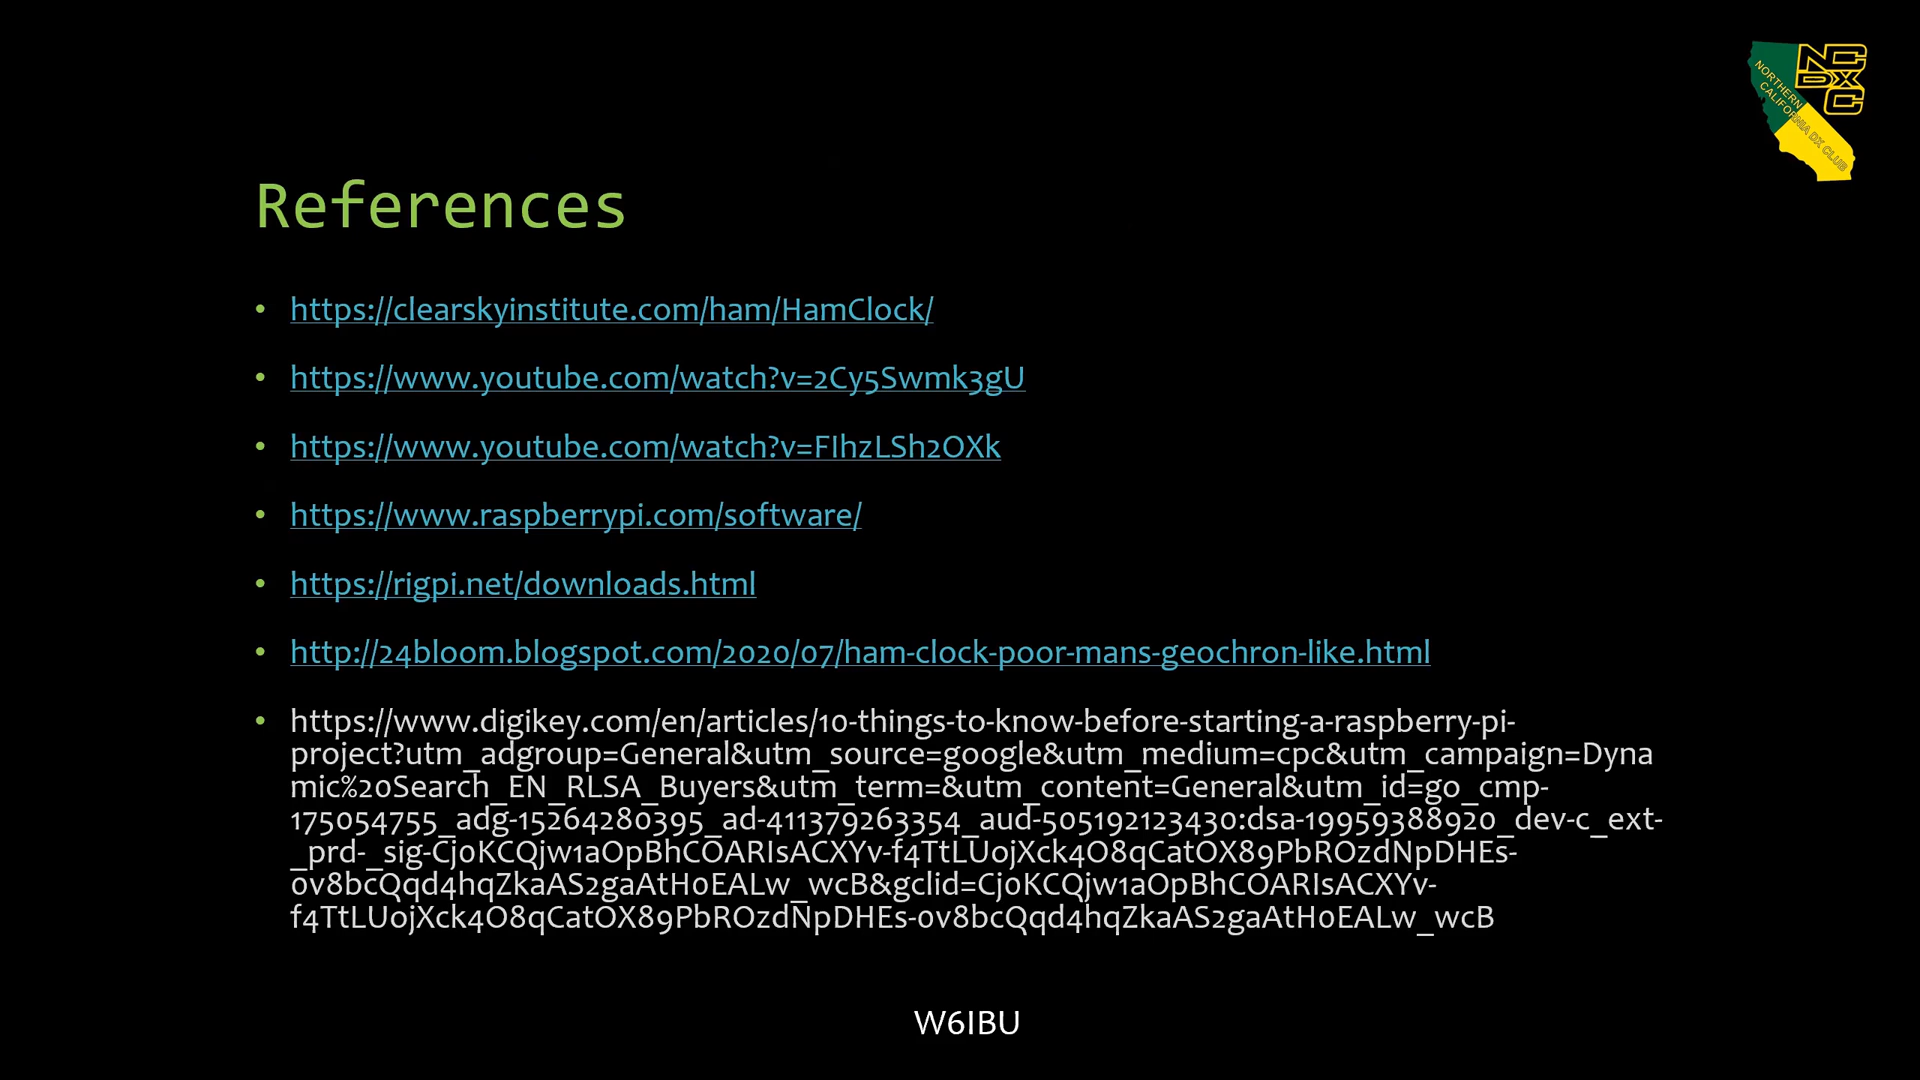 NCDXC
NORTHERN
CALIFORNIA DX CLUB
References
• https://clearskyinstitute.com/ham/HamClock/
• https://www.youtube.com/watch?v=2Cy5Swmk3gU
• https://www.youtube.com/watch?v=FIhzLSh2OXk
• https://www.raspberrypi.com/software/
• https://rigpi.net/downloads.html
• http://24bloom.blogspot.com/2020/07/ham-clock-poor-mans-geochron-like.html
• https://www.digikey.com/en/articles/10-things-to-know-before-starting-a-raspberry-pi-
project?utm_adgroup=General&utm_source=google&utm_medium=cpc&utm_campaign=Dyna
mic%20Search_EN_RLSA_Buyers&utm_term=&utm_content=General&utm_id=go_cmp-
175054755_adg-15264280395_ad-411379263354_aud-505192123430:dsa-19959388920_dev-c_ext-
_prd-_sig-Cj0KCQjw1aOpBhCOARIsACXYv-f4TtLU0jXck4O8qCatOX89PbROzdNpDHEs-
0v8bcQqd4hqZkaAS2gaAtH0EALw_wcB&gclid=Cj0KCQjw1aOpBhCOARIsACXYv-
f4TtLU0jXck4O8qCatOX89PbROzdNpDHEs-0v8bcQqd4hqZkaAS2gaAtH0EALw_wcB
W6IBU